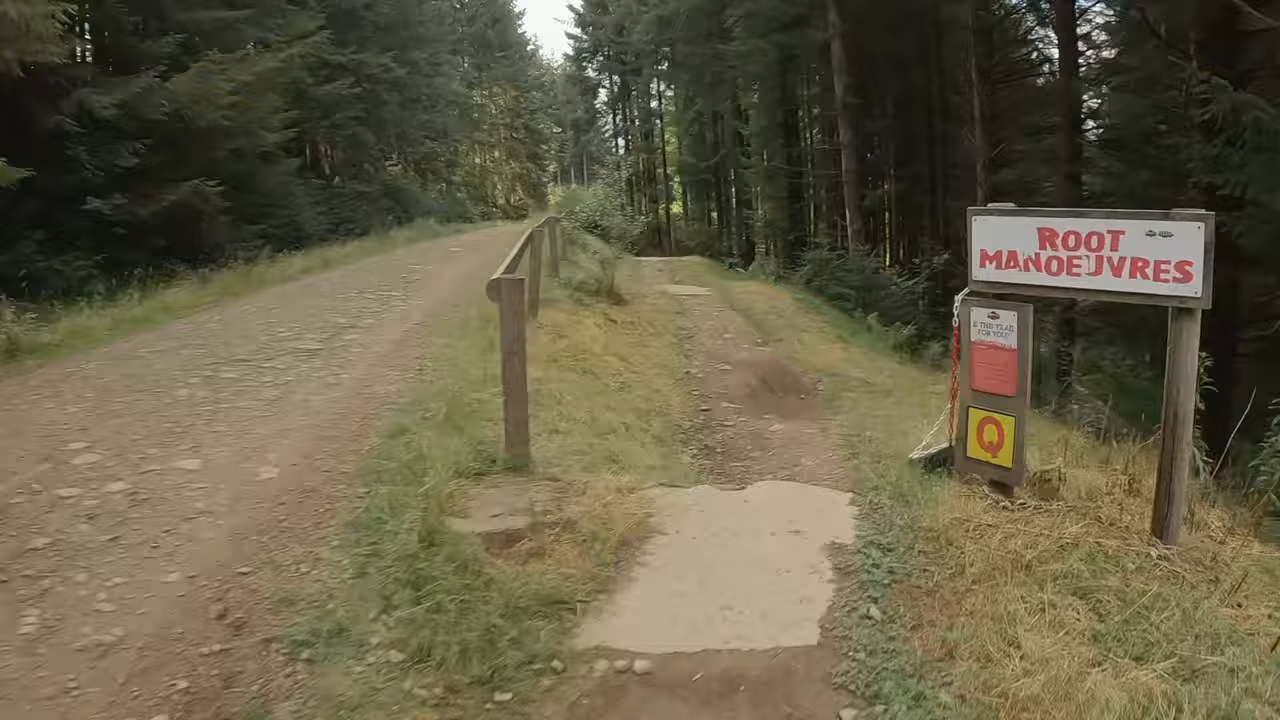 ROOT
MANOEUVRES
IS THIS TRAIL
FOR YOU?
Q